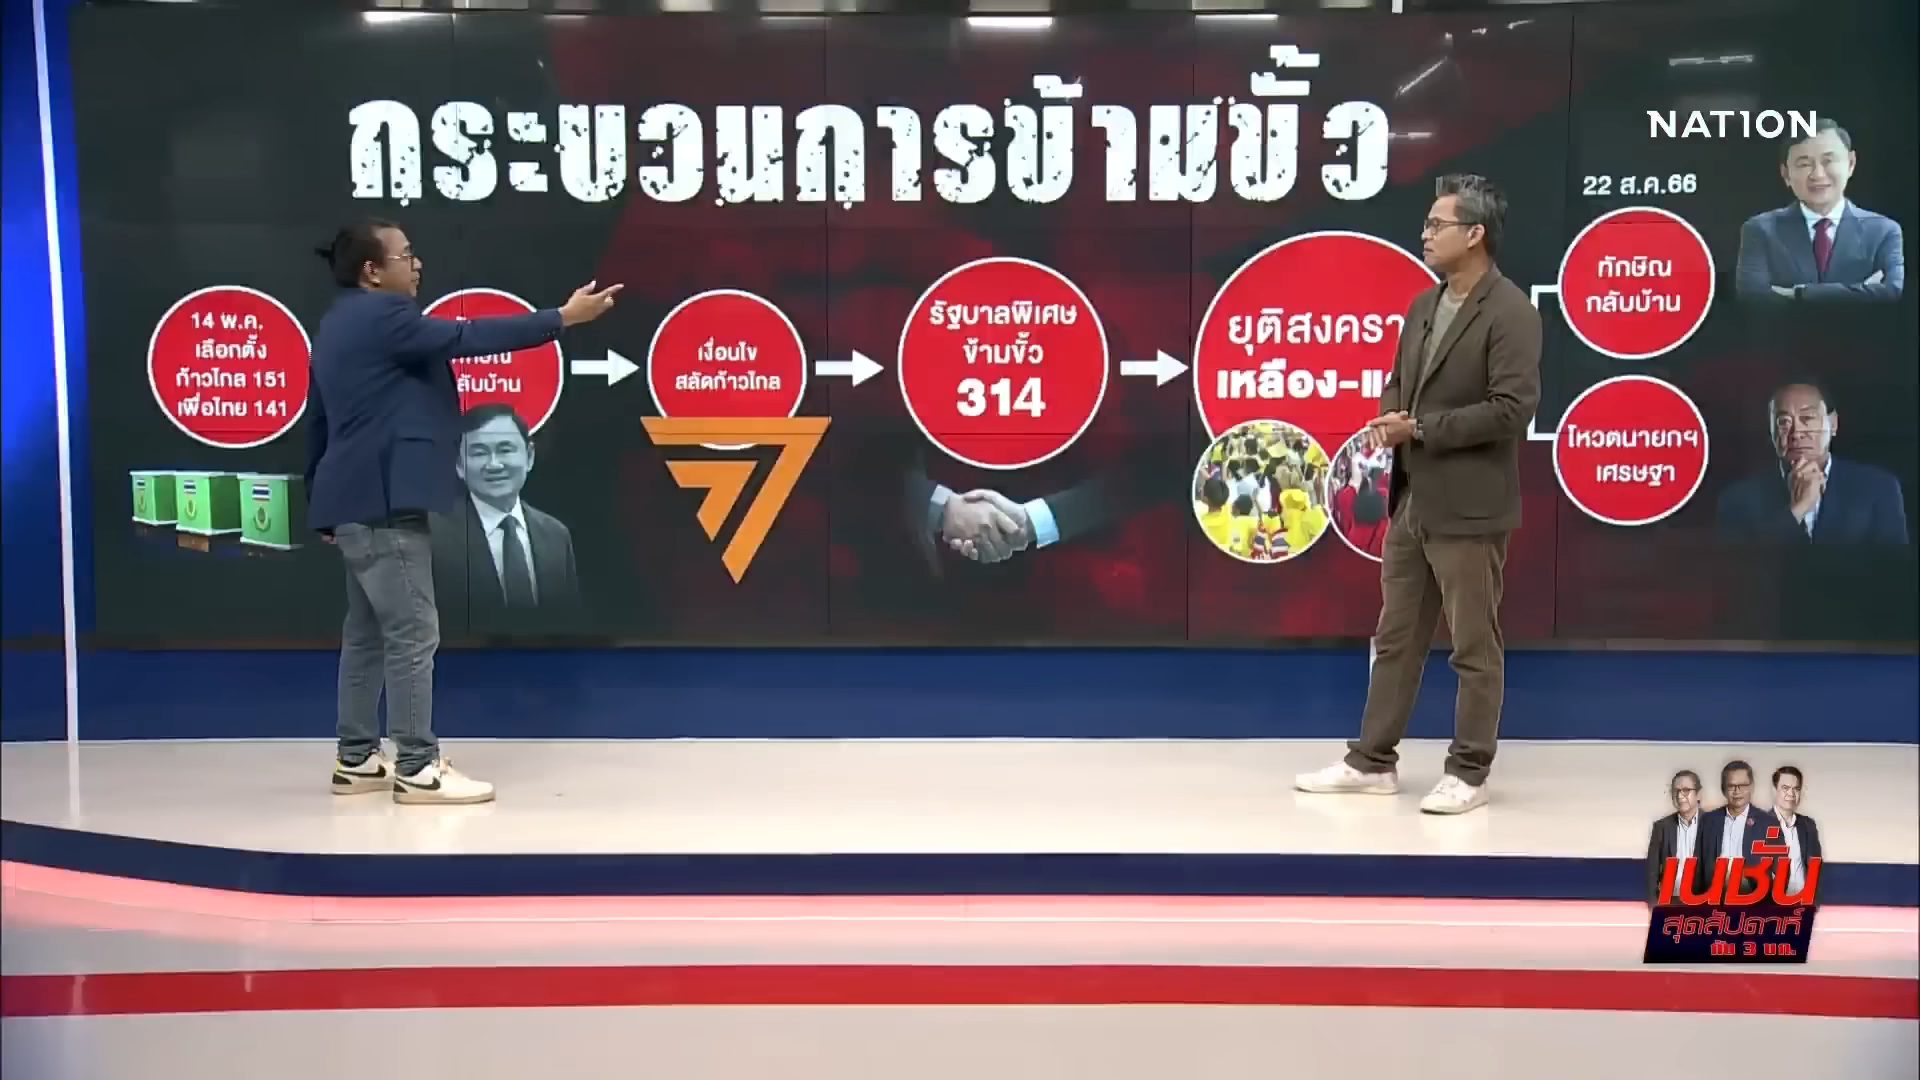 กระบวนการข้ามขั้ว
NATION
22 ส.ค.66
14 พ.ค.
เลือกตั้ง
ก้าวไกล 151
เพื่อไทย 141
เงื่อนไข
สลัดก้าวไกล
รัฐบาลพิเศษ
ข้ามขั้ว
314
ยุติสงครา
เหลือง-แ
ทักษิณ
กลับบ้าน
โหวตนายกฯ
เศรษฐา
เนชั่น
สุดสัปดาห์
กับ 3 บก.